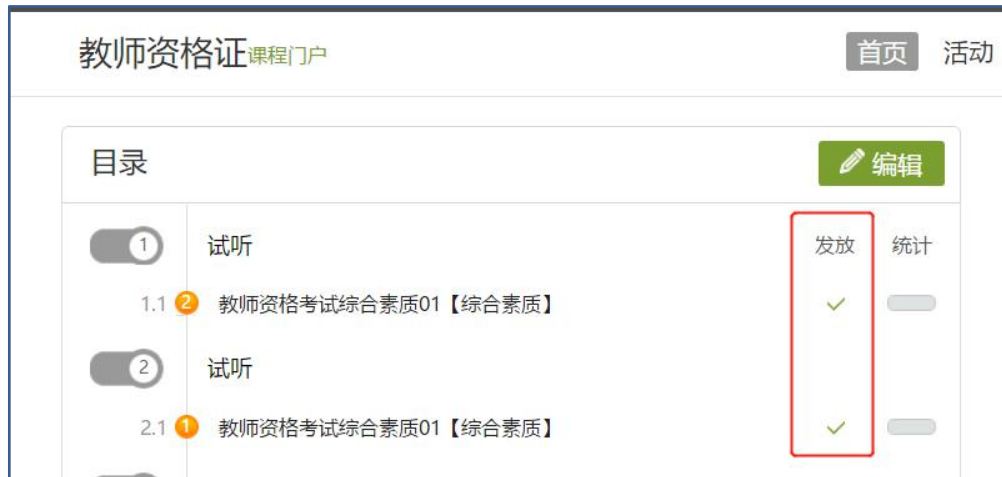 教师资格证课程门户 首页 活动
目录 编辑
1 试听 发放 统计
1.1 2 教师资格考试综合素质01【综合素质】
2 试听
2.1 1 教师资格考试综合素质01【综合素质】